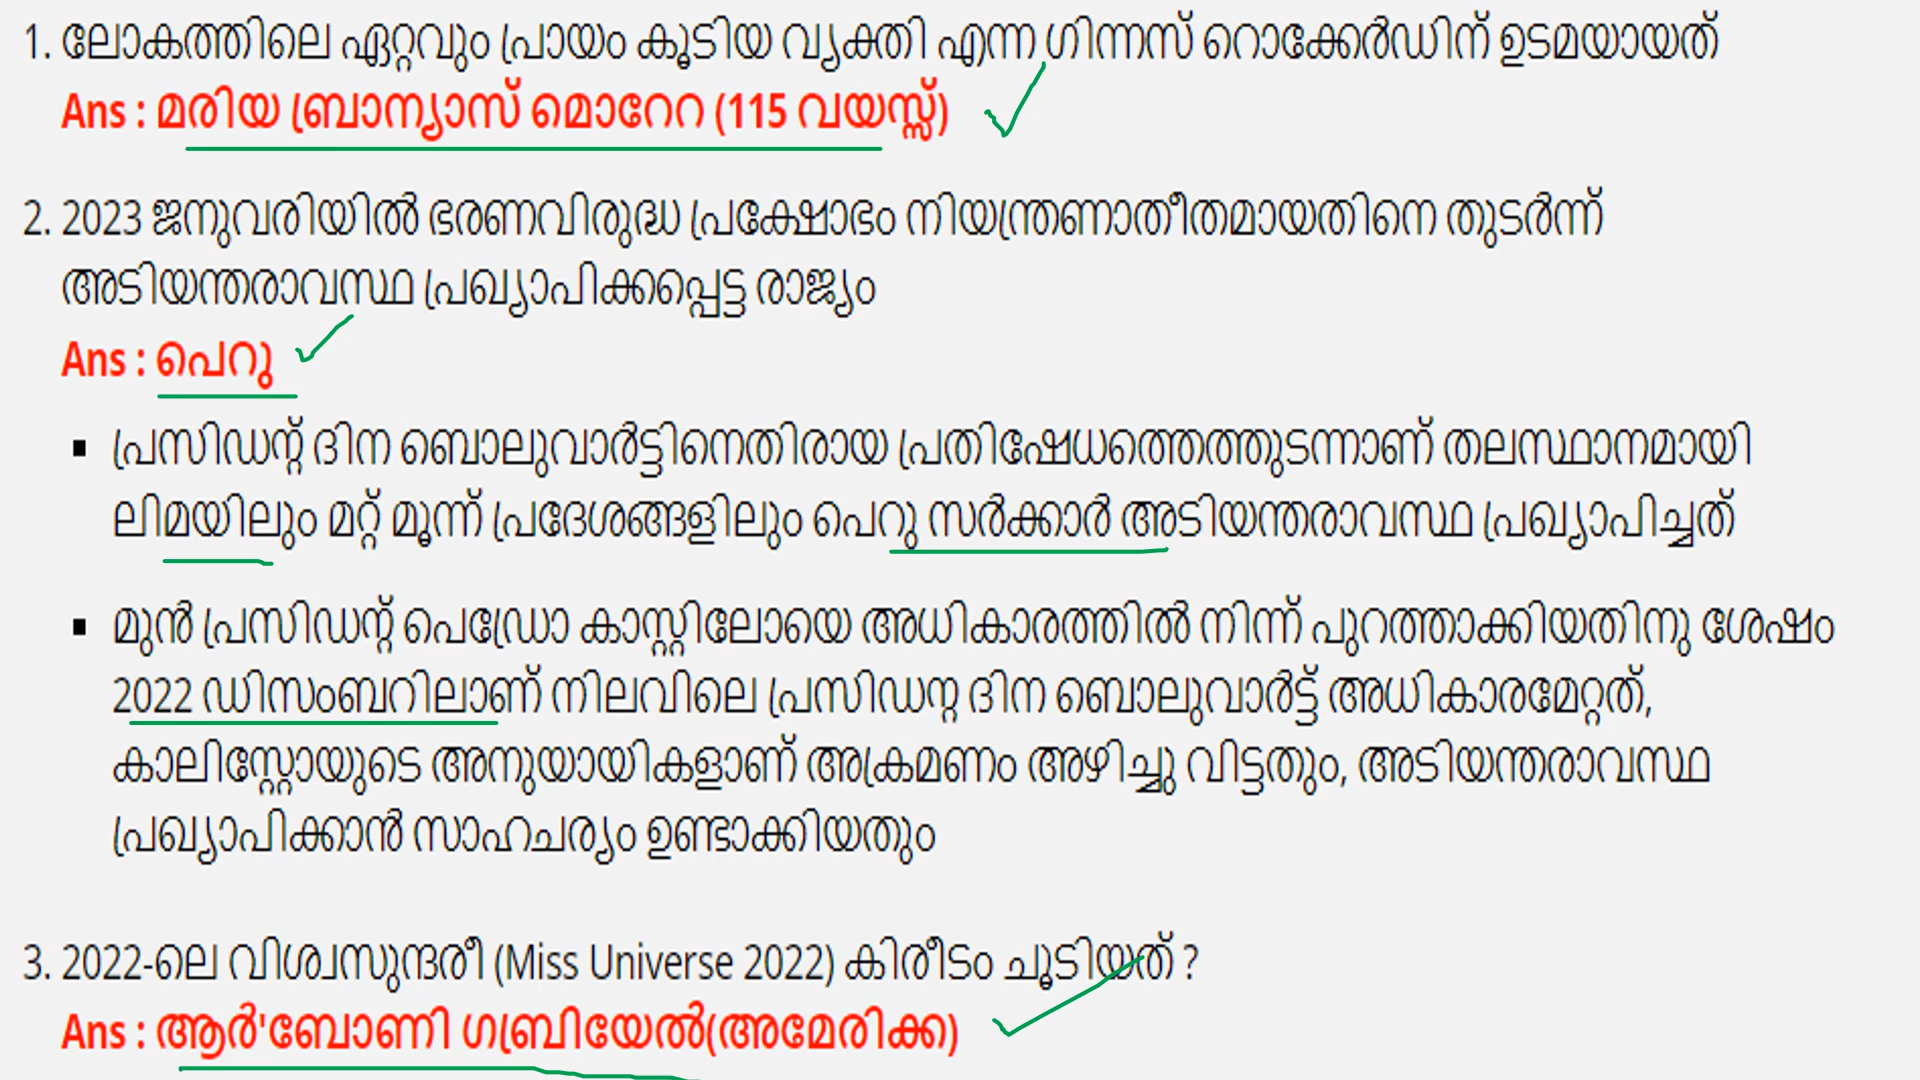 1. ലോകത്തിലെ ഏറ്റവും പ്രായം കൂടിയ വ്യക്തി എന്ന ഗിന്നസ് റൊക്കേർഡിന് ഉടമയായത്
Ans : മരിയ ബ്രാന്യാസ് മൊറേറ (115 വയസ്സ്)
2. 2023 ജനുവരിയിൽ ഭരണവിരുദ്ധ പ്രക്ഷോഭം നിയന്ത്രണാതീതമായതിനെ തുടർന്ന്
അടിയന്തരാവസ്ഥ പ്രഖ്യാപിക്കപ്പെട്ട രാജ്യം
Ans : പെറു
▪ പ്രസിഡന്റ് ദിന ബൊലുവാർട്ടിനെതിരായ പ്രതിഷേധത്തെത്തുടന്നാണ് തലസ്ഥാനമായി
ലിമയിലും മറ്റ് മൂന്ന് പ്രദേശങ്ങളിലും പെറു സർക്കാർ അടിയന്തരാവസ്ഥ പ്രഖ്യാപിച്ചത്
▪ മുൻ പ്രസിഡന്റ് പെഡ്രോ കാസ്റ്റിലോയെ അധികാരത്തിൽ നിന്ന് പുറത്താക്കിയതിനു ശേഷം
2022 ഡിസംബറിലാണ് നിലവിലെ പ്രസിഡന്റ ദിന ബൊലുവാർട്ട് അധികാരമേറ്റത്,
കാലിസ്റ്റോയുടെ അനുയായികളാണ് അക്രമണം അഴിച്ചു വിട്ടതും, അടിയന്തരാവസ്ഥ
പ്രഖ്യാപിക്കാൻ സാഹചര്യം ഉണ്ടാക്കിയതും
3. 2022-ലെ വിശ്വസുന്ദരീ (Miss Universe 2022) കിരീടം ചൂടിയത് ?
Ans : ആർ'ബോണി ഗബ്രിയേൽ(അമേരിക്ക)